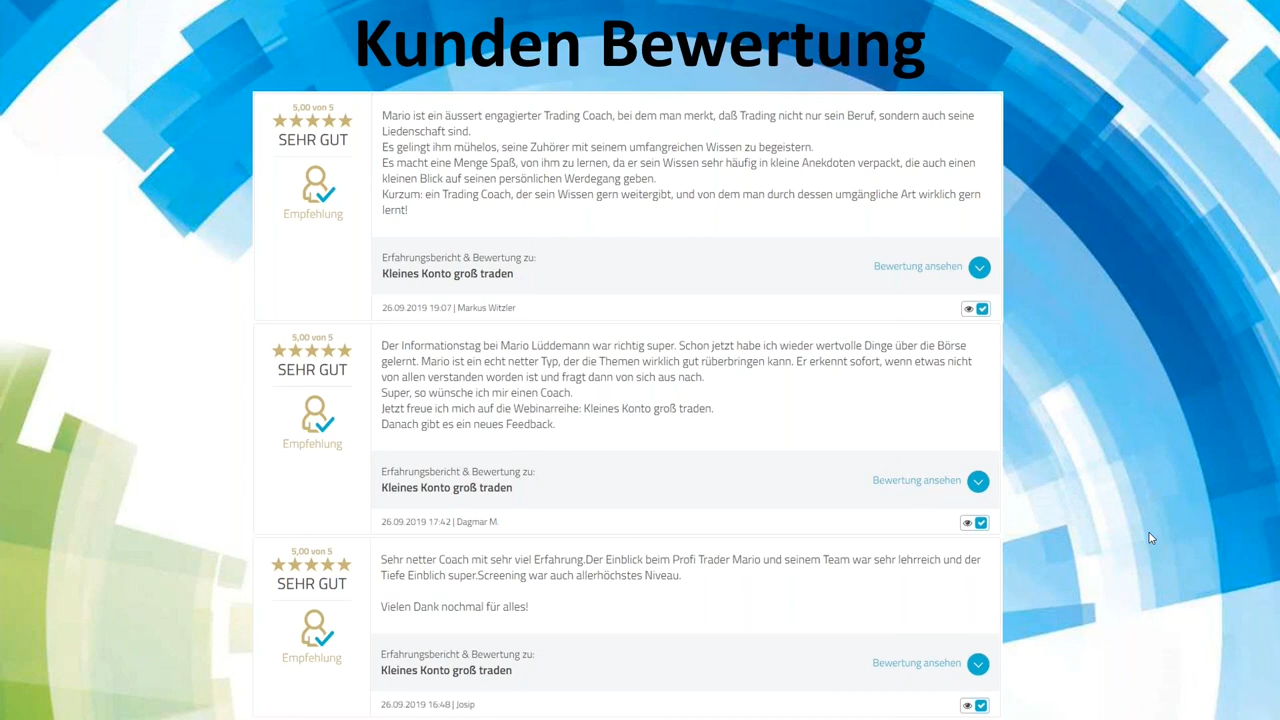 Kunden Bewertung
5,00 von 5
SEHR GUT
Empfehlung
Mario ist ein äussert engagierter Trading Coach, bei dem man merkt, daß Trading nicht nur sein Beruf, sondern auch seine
Liedenschaft sind.
Es gelingt ihm mühelos, seine Zuhörer mit seinem umfangreichen Wissen zu begeistern.
Es macht eine Menge Spaß, von ihm zu lernen, da er sein Wissen sehr häufig in kleine Anekdoten verpackt, die auch einen
kleinen Blick auf seinen persönlichen Werdegang geben.
Kurzum: ein Trading Coach, der sein Wissen gern weitergibt, und von dem man durch dessen umgängliche Art wirklich gern
lernt!
Erfahrungsbericht & Bewertung zu:
Kleines Konto groß traden
Bewertung ansehen
26.09.2019 19:07 | Markus Witzler
5,00 von 5
SEHR GUT
Empfehlung
Der Informationstag bei Mario Lüddemann war richtig super. Schon jetzt habe ich wieder wertvolle Dinge über die Börse
gelernt. Mario ist ein echt netter Typ, der die Themen wirklich gut rüberbringen kann. Er erkennt sofort, wenn etwas nicht
von allen verstanden worden ist und fragt dann von sich aus nach.
Super, so wünsche ich mir einen Coach.
Jetzt freue ich mich auf die Webinarreihe: Kleines Konto groß traden.
Danach gibt es ein neues Feedback.
Erfahrungsbericht & Bewertung zu:
Kleines Konto groß traden
Bewertung ansehen
26.09.2019 17:42 | Dagmar M.
5,00 von 5
SEHR GUT
Empfehlung
Sehr netter Coach mit sehr viel Erfahrung.Der Einblick beim Profi Trader Mario und seinem Team war sehr lehrreich und der
Tiefe Einblich super.Screening war auch allerhöchstes Niveau.
Vielen Dank nochmal für alles!
Erfahrungsbericht & Bewertung zu:
Kleines Konto groß traden
Bewertung ansehen
26.09.2019 16:48 | Josip